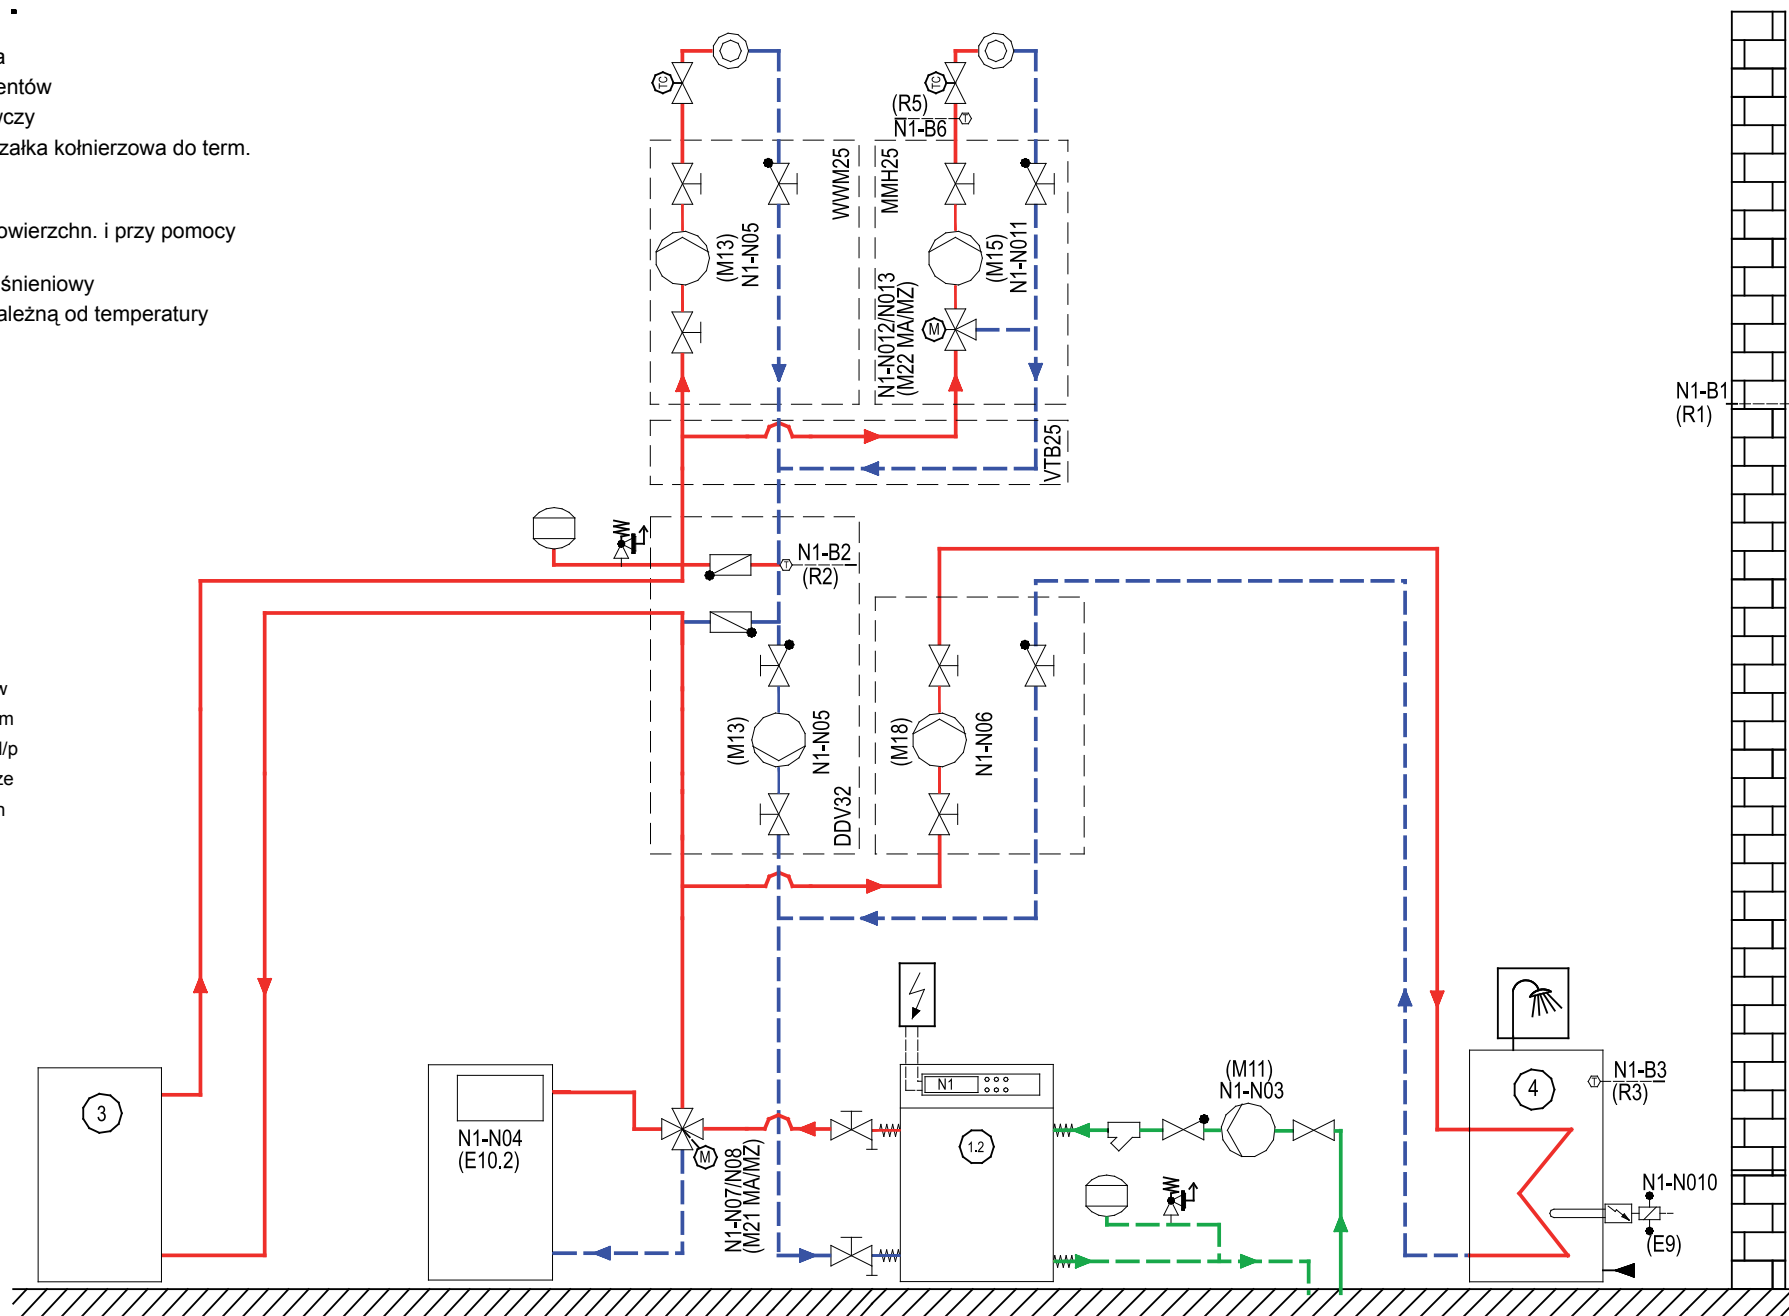 a
entów
vczy
załka kołnierzowa do term.
owierzchn. i przy pomocy
śnieniowy
ależną od temperatury
w
m
l/p
ze
n
TC
TC
(R5)
N1-B6
T
WWM25
MMH25
(M13)
N1-N05
(M15)
N1-N011
N1-N012/N013
(M22 MA/MZ)
M
VTB25
N1-B1
(R1)
N1-B2
(R2)
T
(M13)
N1-N05
DDV32
(M18)
N1-N06
3
N1-N04
(E10.2)
M
N1-N07/N08
(M21 MA/MZ)
N1
1.2
(M11)
N1-N03
4
T
N1-B3
(R3)
N1-N010
(E9)